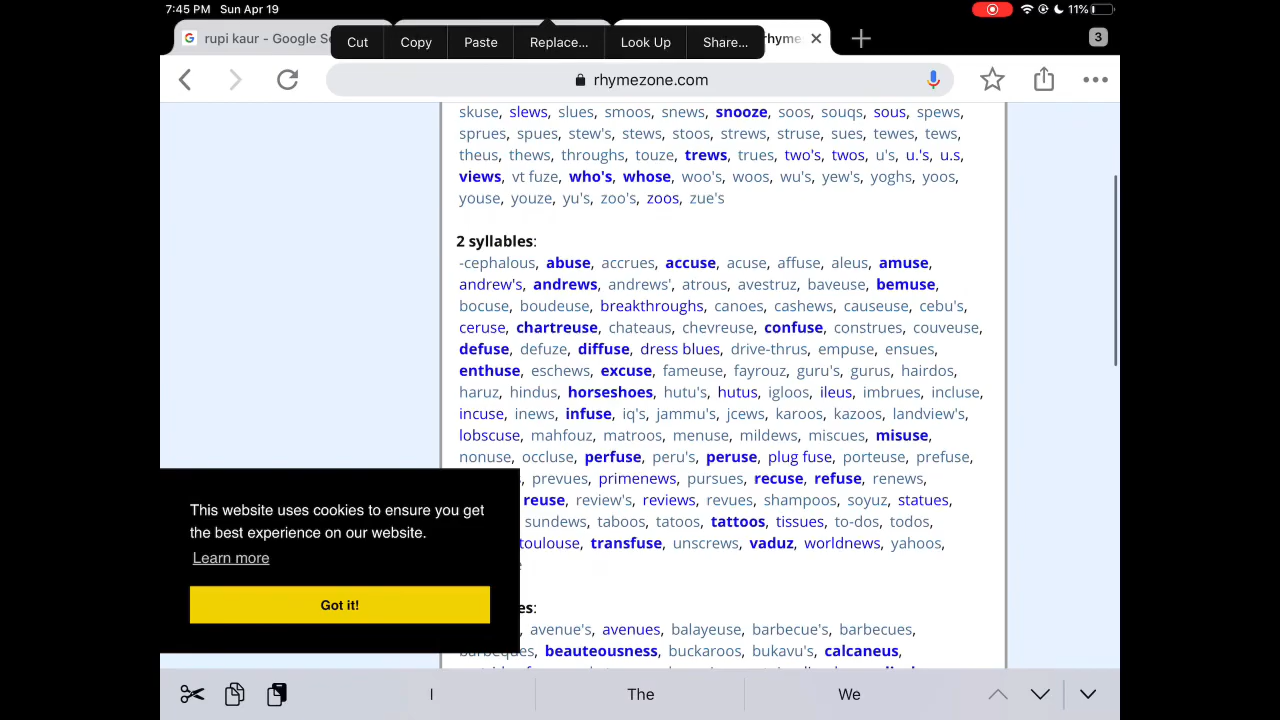 7:45 PM Sun Apr 19
11%
rupi kaur - Google Se
Cut Copy Paste Replace... Look Up Share...
rhyme
3
rhymezone.com
skuse, slews, slues, smoos, snews, snooze, soos, souqs, sous, spews,
sprues, spues, stew's, stews, stoos, strews, struse, sues, tewes, tews,
theus, thews, throughs, touze, trews, trues, two's, twos, u's, u.'s, u.s,
views, vt fuze, who's, whose, woo's, woos, wu's, yew's, yoghs, yoos,
youse, youze, yu's, zoo's, zoos, zue's
2 syllables:
-cephalous, abuse, accrues, accuse, acuse, affuse, aleus, amuse,
andrew's, andrews, andrews', atrous, avestruz, baveuse, bemuse,
bocuse, boudeuse, breakthroughs, canoes, cashews, causeuse, cebu's,
ceruse, chartreuse, chateaus, chevreuse, confuse, construes, couveuse,
defuse, defuze, diffuse, dress blues, drive-thrus, empuse, ensues,
enthuse, eschews, excuse, fameuse, fayrouz, guru's, gurus, hairdos,
haruz, hindus, horseshoes, hutu's, hutus, igloos, ileus, imbrues, incluse,
incuse, inews, infuse, iq's, jammu's, jcews, karoos, kazoos, landview's,
lobscuse, mahfouz, matroos, menuse, mildews, miscues, misuse,
nonuse, occluse, perfuse, peru's, peruse, plug fuse, porteuse, prefuse,
prevues, primenews, pursues, recuse, refuse, renews,
reuse, review's, reviews, revues, shampoos, soyuz, statues,
sundews, taboos, tatoos, tattoos, tissues, to-dos, todos,
toulouse, transfuse, unscrews, vaduz, worldnews, yahoos,
es:
avenue's, avenues, balayeuse, barbecue's, barbecues,
barbeques, beauteousness, buckaroos, bukavu's, calcaneus,
This website uses cookies to ensure you get
the best experience on our website.
Learn more
Got it!
I The We